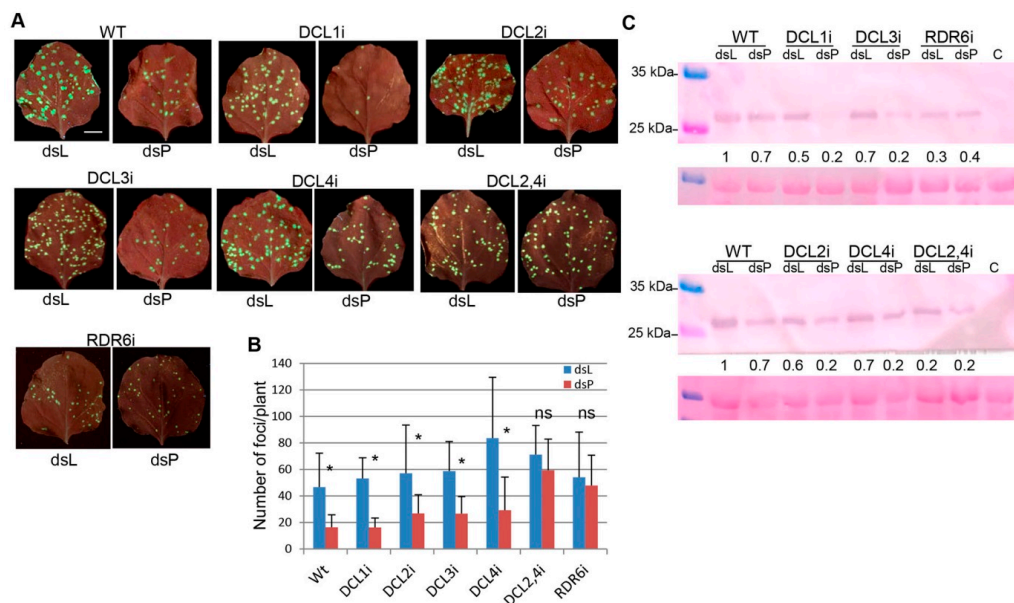 A
WT DCL1i DCL2i
dsL dsP dsL dsP dsL dsP
DCL3i DCL4i DCL2,4i
dsL dsP dsL dsP dsL dsP
RDR6i
dsL dsP
B
Number of foci/plant
140
120
100
80
60
40
20
0
dsL
dsP
* * * * * ns ns
Wt DCL1i DCL2i DCL3i DCL4i DCL2,4i RDR6i
C
WT DCL1i DCL3i RDR6i
dsL dsP dsL dsP dsL dsP dsL dsP C
35 kDa
25 kDa
1 0.7 0.5 0.2 0.7 0.2 0.3 0.4
WT DCL2i DCL4i DCL2,4i
dsL dsP dsL dsP dsL dsP dsL dsP C
35 kDa
25 kDa
1 0.7 0.6 0.2 0.7 0.2 0.2 0.2